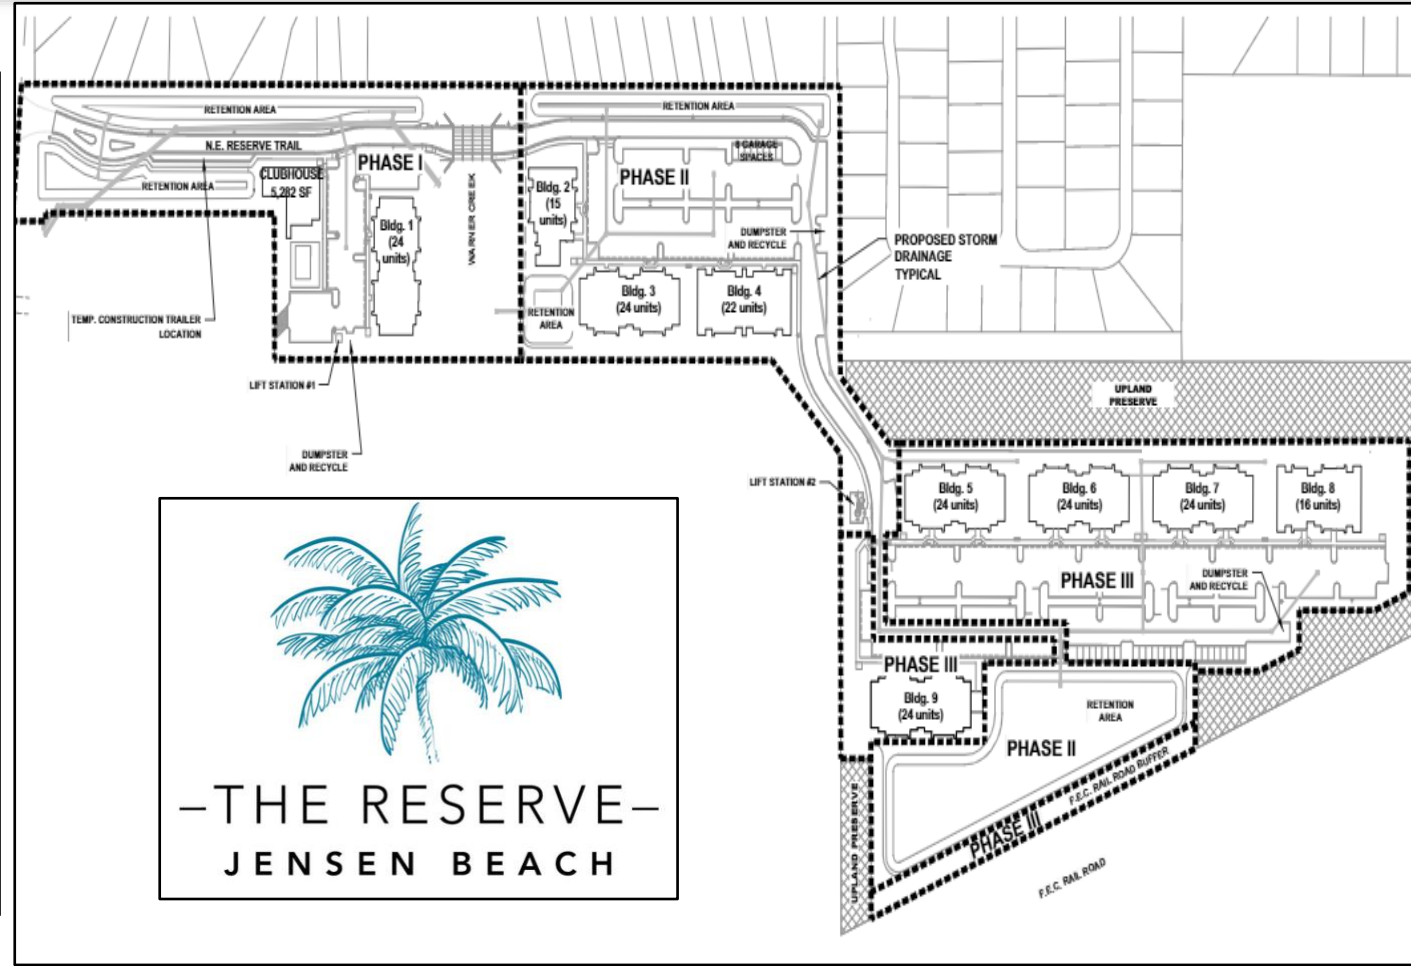 RETENTION AREA
N.E. RESERVE TRAIL
RETENTION AREA
CLUBHOUSE
5,282 SF
PHASE I
Bldg. 1
(24
units)
WARNER CREEK
TEMP. CONSTRUCTION TRAILER
LOCATION
LIFT STATION #1
DUMPSTER
AND RECYCLE
RETENTION AREA
8 GARAGE
SPACES
PHASE II
Bldg. 2
(15
units)
DUMPSTER
AND RECYCLE
Bldg. 3
(24 units)
Bldg. 4
(22 units)
RETENTION
AREA
PROPOSED STORM
DRAINAGE
TYPICAL
UPLAND
PRESERVE
LIFT STATION #2
Bldg. 5
(24 units)
Bldg. 6
(24 units)
Bldg. 7
(24 units)
Bldg. 8
(16 units)
PHASE III
DUMPSTER
AND RECYCLE
PHASE III
Bldg. 9
(24 units)
RETENTION
AREA
PHASE II
F.E.C. RAIL ROAD BUFFER
PHASE III
UPLAND PRESERVE
F.E.C. RAIL ROAD
–THE RESERVE–
JENSEN BEACH